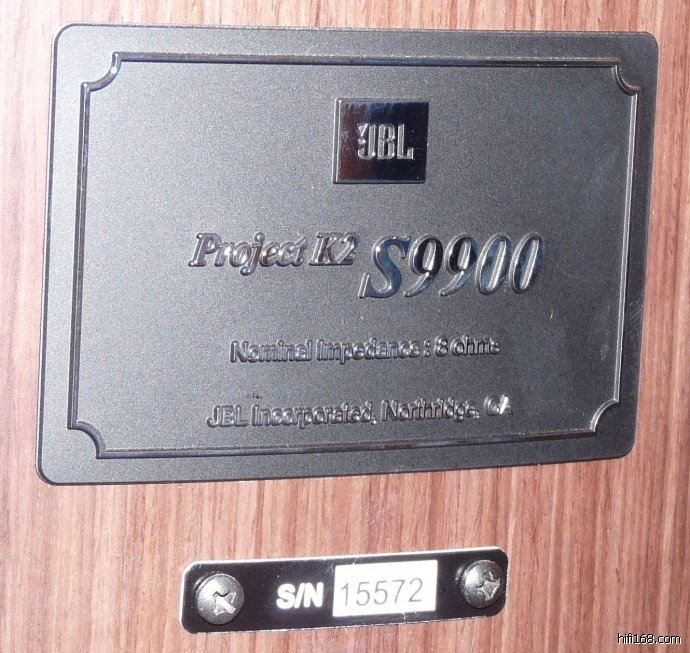 JBL
Project K2 S9900
Nominal Impedance : 8 ohms
JBL Incorporated, Northridge, CA
S/N 15572
hifi168.com